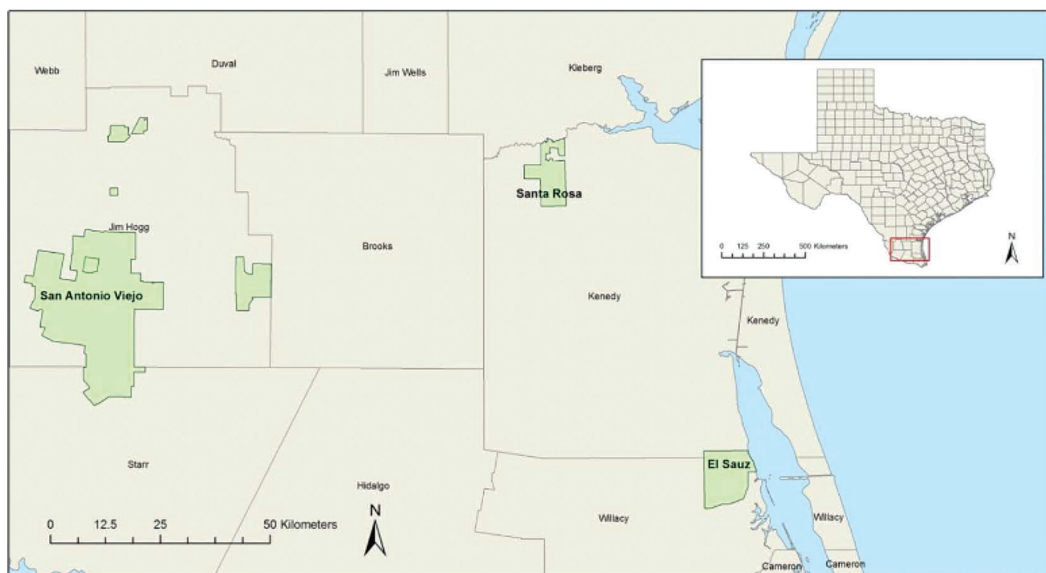 Webb
Duval
Jim Wells
Kleberg
Santa Rosa
N
0 125 250 500 Kilometers
Jim Hogg
Brooks
San Antonio Viejo
Kenedy
Kenedy
El Sauz
Starr
Hidalgo
N
0 12.5 25 50 Kilometers
Willacy
Willacy
Cameron
Cameron